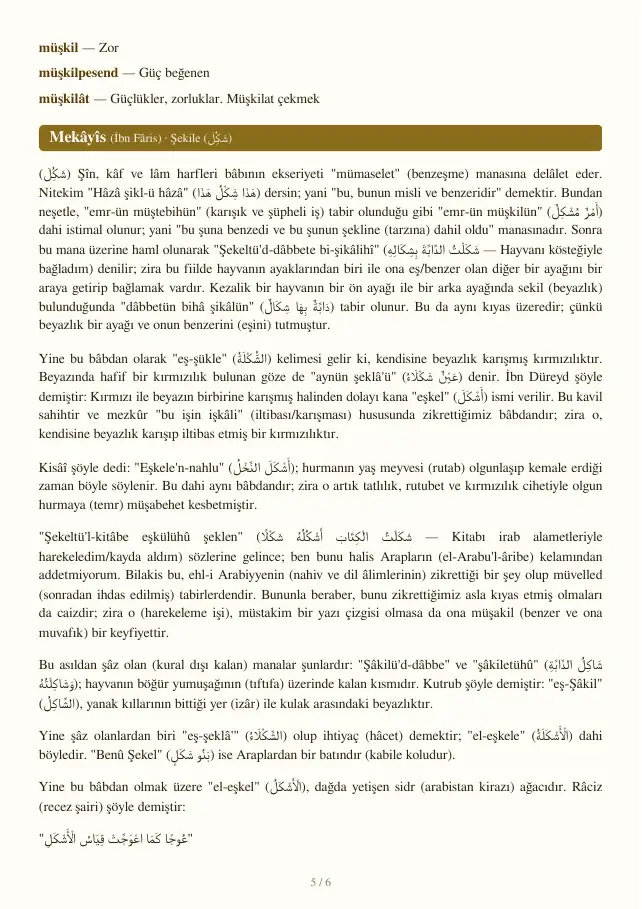 müşkil — Zor
müşkilpesend — Güç beğenen
müşkilât — Güçlükler, zorluklar. Müşkilat çekmek
Mekâyîs (İbn Fâris) · Şekile (شَكِْلَ)
(شَكِْلَ) Şîn, kâf ve lâm harfleri bâbının ekseriyeti "mümaselet" (benzeşme) manasına delâlet eder.
Nitekim "Hâzâ şikl-ü hâzâ" (هَذَا شِكْلُ هَذَا) dersin; yani "bu, bunun misli ve benzeridir" demektir. Bundan
neşetle, "emr-ün müştebihün" (karışık ve şüpheli iş) tabir olunduğu gibi "emr-ün müşkilün" (أَمْرٌ مُشْكِلٌ)
dahi istimal olunur; yani "bu şuna benzedi ve bu şunun şekline (tarzına) dahil oldu" manasınadır. Sonra
bu mana üzerine haml olunarak "Şekeltü'd-dâbbete bi-şikâlihî" (شَكَلْتُ الدَّابَّةَ بِشِكَالِهِ — Hayvanı kösteğiyle
bağladım) denilir; zira bu fiilde hayvanın ayaklarından biri ile ona eş/benzer olan diğer bir ayağını bir
araya getirip bağlamak vardır. Kezalik bir hayvanın bir ön ayağı ile bir arka ayağında sekil (beyazlık)
bulunduğunda "dâbbetün bihâ şikâlün" (دَابَّةٌ بِهَا شِكَالٌ) tabir olunur. Bu da aynı kıyas üzeredir; çünkü
beyazlık bir ayağı ve onun benzerini (eşini) tutmuştur.
Yine bu bâbdan olarak "eş-şükle" (الشُّكْلَةُ) kelimesi gelir ki, kendisine beyazlık karışmış kırmızılıktır.
Beyazında hafif bir kırmızılık bulunan göze de "aynün şeklâ'ü" (عَيْنٌ شَكْلَاءُ) denir. İbn Düreyd şöyle
demiştir: Kırmızı ile beyazın birbirine karışmış halinden dolayı kana "eşkel" (أَشْكَلَ) ismi verilir. Bu kavil
sahihtir ve mezkûr "bu işin işkâli" (iltibası/karışması) hususunda zikrettiğimiz bâbdandır; zira o,
kendisine beyazlık karışıp iltibas etmiş bir kırmızılıktır.
Kisâî şöyle dedi: "Eşkele'n-nahlu" (أَشْكَلَ النَّخْلُ); hurmanın yaş meyvesi (rutab) olgunlaşıp kemale erdiği
zaman böyle söylenir. Bu dahi aynı bâbdandır; zira o artık tatlılık, rutubet ve kırmızılık cihetiyle olgun
hurmaya (temr) müşabehet kesbetmiştir.
"Şekeltü'l-kitâbe eşkülühû şeklen" (شَكَلْتُ الْكِتَابَ أَشْكُلُهُ شَكْلًا — Kitabı irab alametleriyle
harekeledim/kayda aldım) sözlerine gelince; ben bunu halis Arapların (el-Arabu'l-âribe) kelamından
addetmiyorum. Bilakis bu, ehl-i Arabiyyenin (nahiv ve dil âlimlerinin) zikrettiği bir şey olup müvelled
(sonradan ihdas edilmiş) tabirlerdendir. Bununla beraber, bunu zikrettiğimiz asla kıyas etmiş olmaları
da caizdir; zira o (harekeleme işi), müstakim bir yazı çizgisi olmasa da ona müşakil (benzer ve ona
muvafık) bir keyfiyettir.
Bu asıldan şâz olan (kural dışı kalan) manalar şunlardır: "Şâkilü'd-dâbbe" ve "şâkiletühû" (شَاكِلُ الدَّابَّةِ
وَشَاكِلَتُهُ); hayvanın böğür yumuşağının (tıftıfa) üzerinde kalan kısmıdır. Kutrub şöyle demiştir: "eş-Şâkil"
(الشَّاكِلُ), yanak kıllarının bittiği yer (izâr) ile kulak arasındaki beyazlıktır.
Yine şâz olanlardan biri "eş-şeklâ'" (الشَّكْلَاءُ) olup ihtiyaç (hâcet) demektir; "el-eşkele" (الْأَشْكَلَةُ) dahi
böyledir. "Benû Şekel" (بَنُو شَكَلٍ) ise Araplardan bir batındır (kabile koludur).
Yine bu bâbdan olmak üzere "el-eşkel" (الْأَشْكَلُ), dağda yetişen sidr (arabistan kirazı) ağacıdır. Râciz
(recez şairi) şöyle demiştir:
"عُوجًا كَمَا اعْوَجَّتْ قِيَاسُ الْأَشْكَلِ"
5 / 6